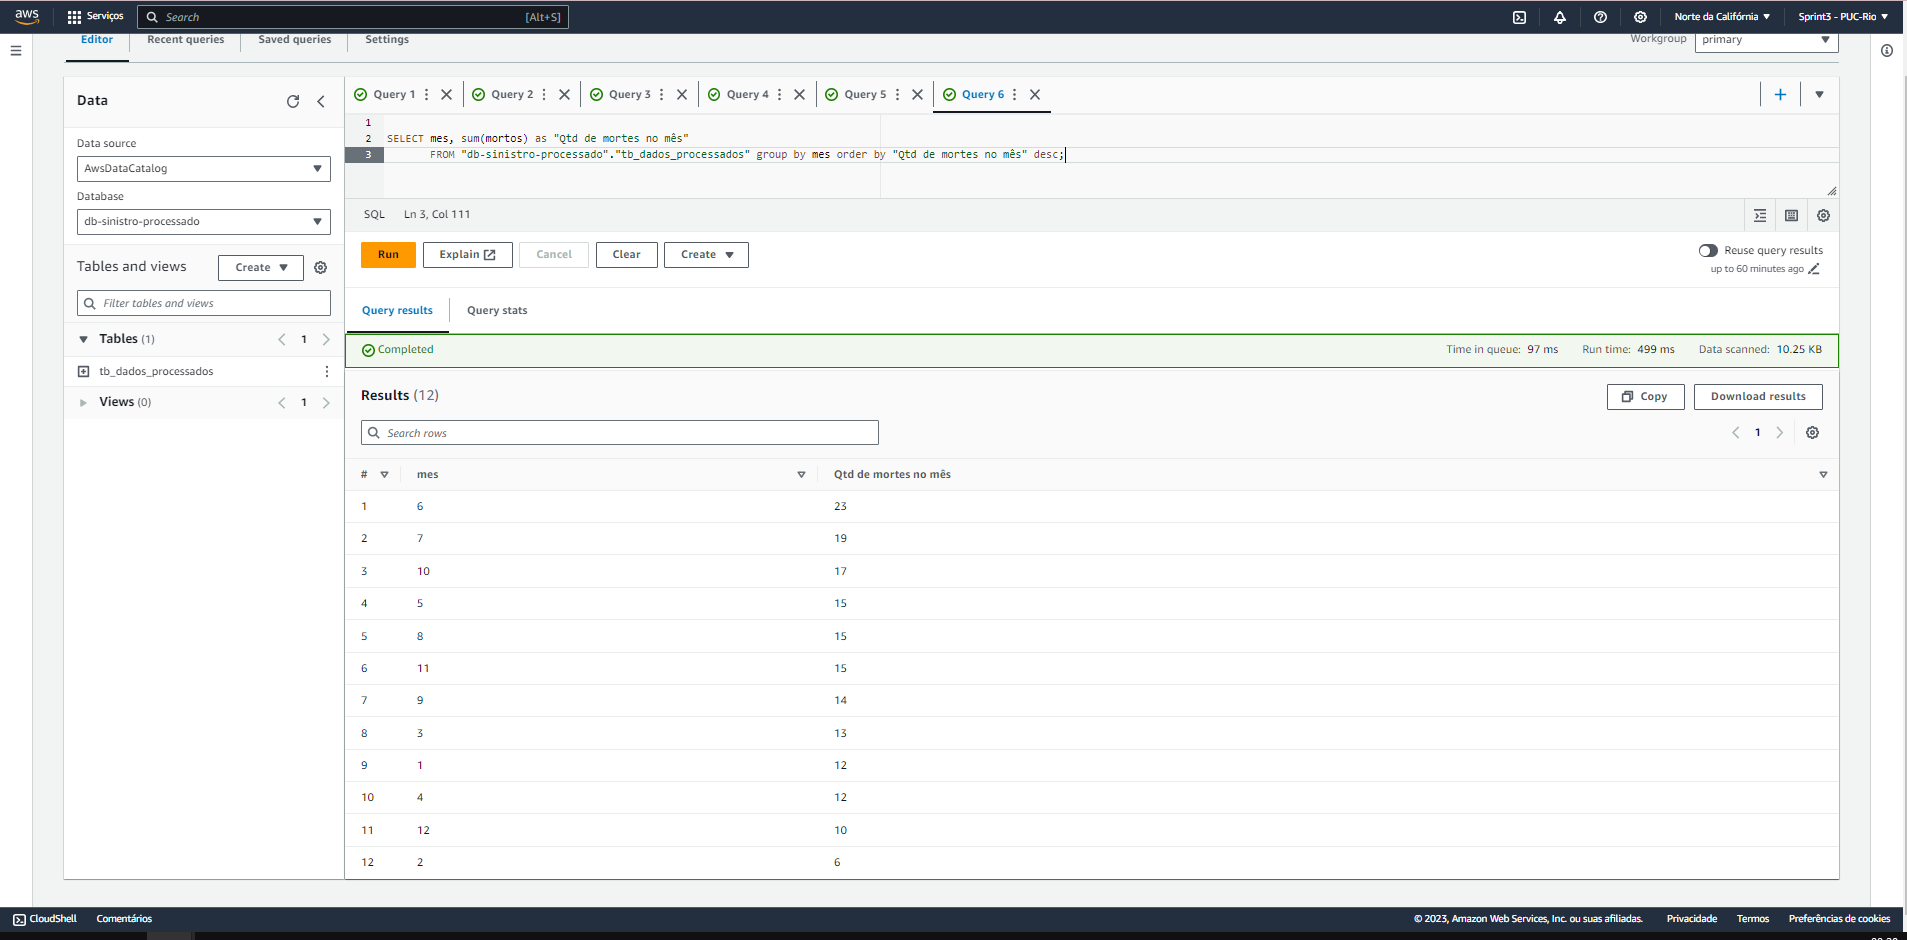 aws Serviços Search [Alt+S] Norte da Califórnia Sprint3 - PUC-Rio
Editor Recent queries Saved queries Settings Workgroup primary
Data
Data source
AwsDataCatalog
Database
db-sinistro-processado
Tables and views Create
Filter tables and views
Tables (1) 1
tb_dados_processados
Views (0) 1
Query 1 Query 2 Query 3 Query 4 Query 5 Query 6
1
2 SELECT mes, sum(mortos) as "Qtd de mortes no mês"
3 FROM "db-sinistro-processado"."tb_dados_processados" group by mes order by "Qtd de mortes no mês" desc;
SQL Ln 3, Col 111
Run Explain Cancel Clear Create
Reuse query results
up to 60 minutes ago
Query results Query stats
Completed Time in queue: 97 ms Run time: 499 ms Data scanned: 10.25 KB
Results (12) Copy Download results
Search rows 1
# mes Qtd de mortes no mês
1 6 23
2 7 19
3 10 17
4 5 15
5 8 15
6 11 15
7 9 14
8 3 13
9 1 12
10 4 12
11 12 10
12 2 6
CloudShell Comentários © 2023, Amazon Web Services, Inc. ou suas afiliadas. Privacidade Termos Preferências de cookies